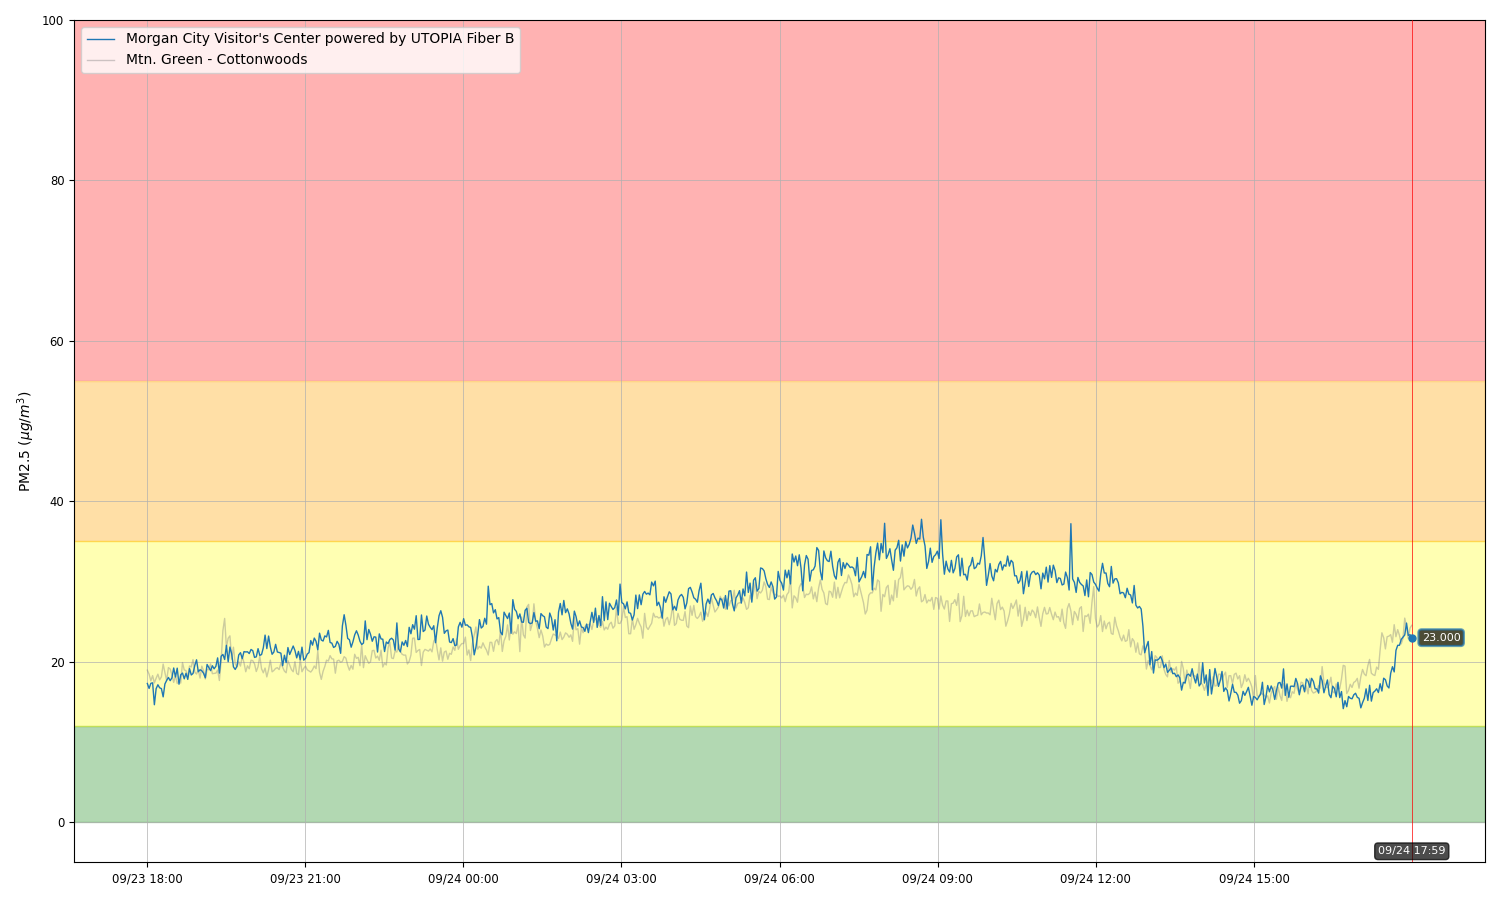 100
Morgan City Visitor's Center powered by UTOPIA Fiber B
Mtn. Green - Cottonwoods
80
60
PM2.5 (μg/m³)
40
23.000
20
0
09/24 17:59
09/23 18:00 09/23 21:00 09/24 00:00 09/24 03:00 09/24 06:00 09/24 09:00 09/24 12:00 09/24 15:00